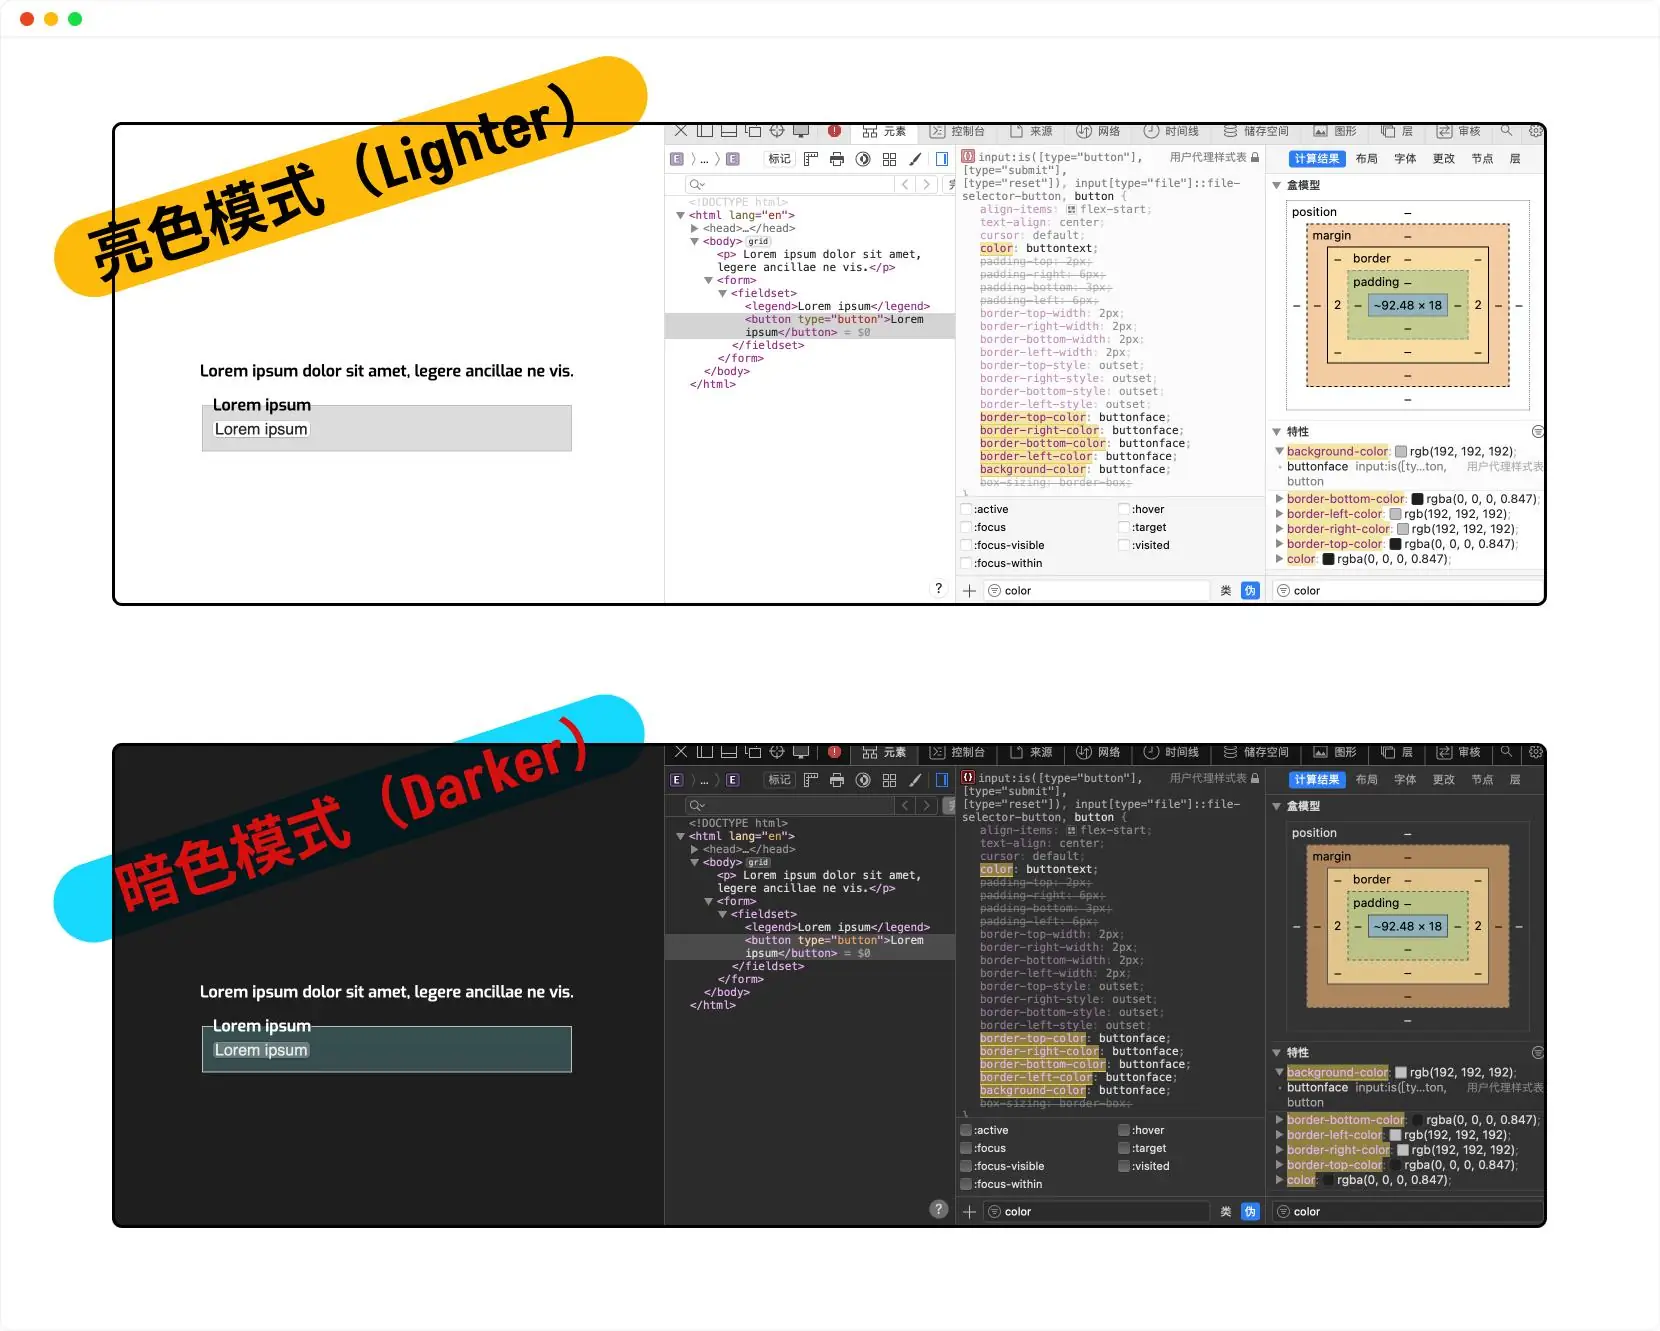 亮色模式（Lighter）
元素 控制台 来源 网络 时间线 储存空间 图形 层 审核
E 〉 … 〉 E 标记
<!DOCTYPE html>
<html lang="en">
<head>…</head>
<body> grid
<p> Lorem ipsum dolor sit amet,
legere ancillae ne vis.</p>
<form>
<fieldset>
<legend>Lorem ipsum</legend>
<button type="button">Lorem
ipsum</button> = $0
</fieldset>
</form>
</body>
</html>
Lorem ipsum dolor sit amet, legere ancillae ne vis.
Lorem ipsum
Lorem ipsum
?
input:is([type="button"], 用户代理样式表
[type="submit"],
[type="reset"]), input[type="file"]::file-
selector-button, button {
align-items: flex-start;
text-align: center;
cursor: default;
color: buttontext;
padding-top: 2px;
padding-right: 6px;
padding-bottom: 3px;
padding-left: 6px;
border-top-width: 2px;
border-right-width: 2px;
border-bottom-width: 2px;
border-left-width: 2px;
border-top-style: outset;
border-right-style: outset;
border-bottom-style: outset;
border-left-style: outset;
border-top-color: buttonface;
border-right-color: buttonface;
border-bottom-color: buttonface;
border-left-color: buttonface;
background-color: buttonface;
box-sizing: border-box;
}
:active :hover
:focus :target
:focus-visible :visited
:focus-within
color 类 伪
计算结果 布局 字体 更改 节点 层
盒模型
position –
margin –
– border – –
padding –
– – 2 – ~92.48 × 18 – 2 – –
–
– – –
–
–
特性
background-color: rgb(192, 192, 192);
buttonface input:is([ty…ton, 用户代理样式表
button
border-bottom-color: rgba(0, 0, 0, 0.847);
border-left-color: rgb(192, 192, 192);
border-right-color: rgb(192, 192, 192);
border-top-color: rgba(0, 0, 0, 0.847);
color: rgba(0, 0, 0, 0.847);
color
暗色模式（Darker）
元素 控制台 来源 网络 时间线 储存空间 图形 层 审核
E 〉 … 〉 E 标记
<!DOCTYPE html>
<html lang="en">
<head>…</head>
<body> grid
<p> Lorem ipsum dolor sit amet,
legere ancillae ne vis.</p>
<form>
<fieldset>
<legend>Lorem ipsum</legend>
<button type="button">Lorem
ipsum</button> = $0
</fieldset>
</form>
</body>
</html>
Lorem ipsum dolor sit amet, legere ancillae ne vis.
Lorem ipsum
Lorem ipsum
?
input:is([type="button"], 用户代理样式表
[type="submit"],
[type="reset"]), input[type="file"]::file-
selector-button, button {
align-items: flex-start;
text-align: center;
cursor: default;
color: buttontext;
padding-top: 2px;
padding-right: 6px;
padding-bottom: 3px;
padding-left: 6px;
border-top-width: 2px;
border-right-width: 2px;
border-bottom-width: 2px;
border-left-width: 2px;
border-top-style: outset;
border-right-style: outset;
border-bottom-style: outset;
border-left-style: outset;
border-top-color: buttonface;
border-right-color: buttonface;
border-bottom-color: buttonface;
border-left-color: buttonface;
background-color: buttonface;
box-sizing: border-box;
}
:active :hover
:focus :target
:focus-visible :visited
:focus-within
color 类 伪
计算结果 布局 字体 更改 节点 层
盒模型
position –
margin –
– border – –
padding –
– – 2 – ~92.48 × 18 – 2 – –
–
– – –
–
–
特性
background-color: rgb(192, 192, 192);
buttonface input:is([ty…ton, 用户代理样式表
button
border-bottom-color: rgba(0, 0, 0, 0.847);
border-left-color: rgb(192, 192, 192);
border-right-color: rgb(192, 192, 192);
border-top-color: rgba(0, 0, 0, 0.847);
color: rgba(0, 0, 0, 0.847);
color